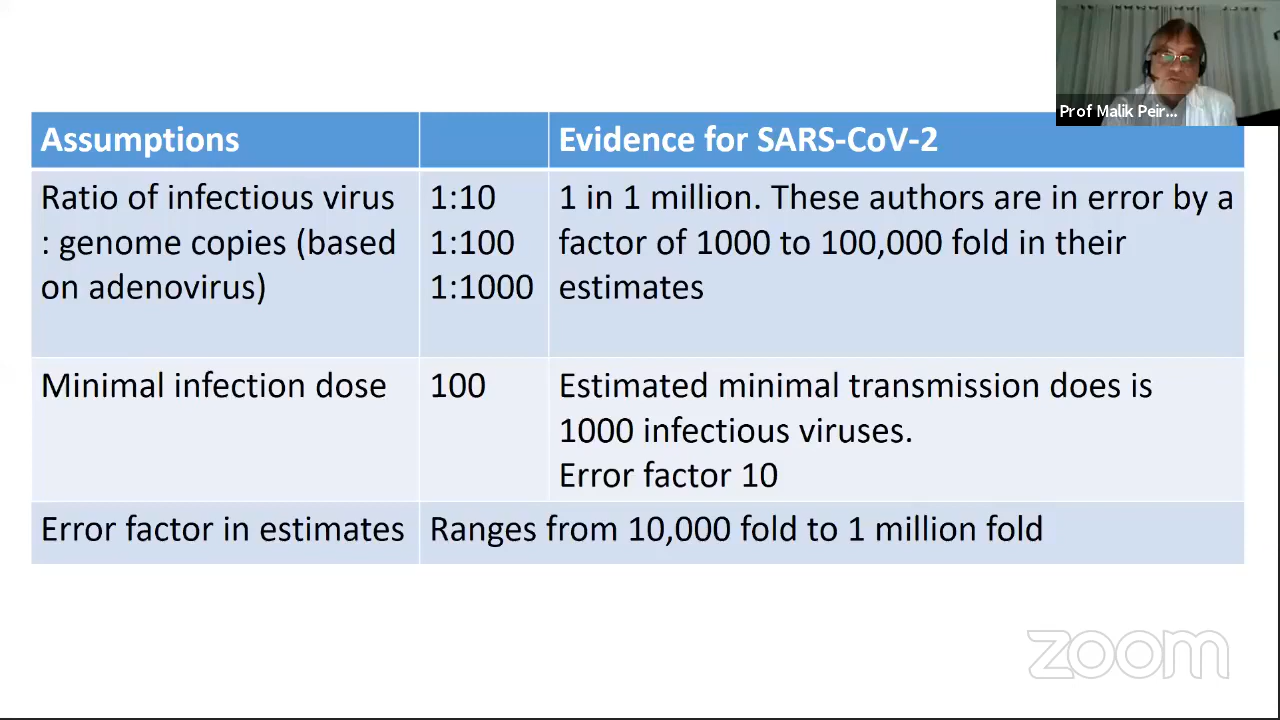 Prof Malik Peir...
Assumptions
Evidence for SARS-CoV-2
Ratio of infectious virus
: genome copies (based
on adenovirus)
1:10
1:100
1:1000
1 in 1 million. These authors are in error by a
factor of 1000 to 100,000 fold in their
estimates
Minimal infection dose
100
Estimated minimal transmission does is
1000 infectious viruses.
Error factor 10
Error factor in estimates
Ranges from 10,000 fold to 1 million fold
zoom